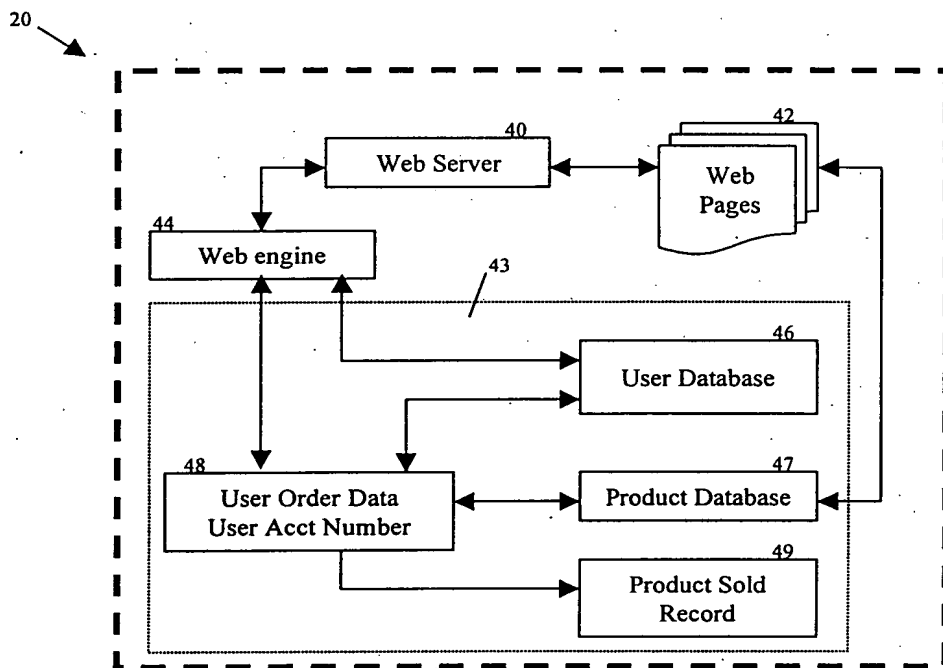 20
40
Web Server
42
Web
Pages
44
Web engine
43
46
User Database
48
User Order Data
User Acct Number
47
Product Database
49
Product Sold
Record